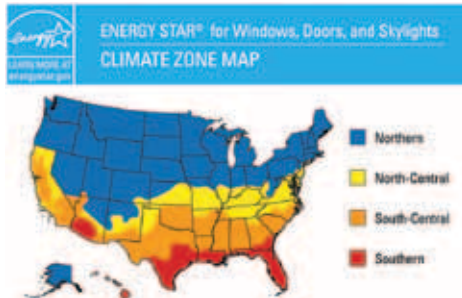 energy
LEARN MORE AT
energystar.gov
ENERGY STAR® for Windows, Doors, and Skylights
CLIMATE ZONE MAP
Northern
North-Central
South-Central
Southern